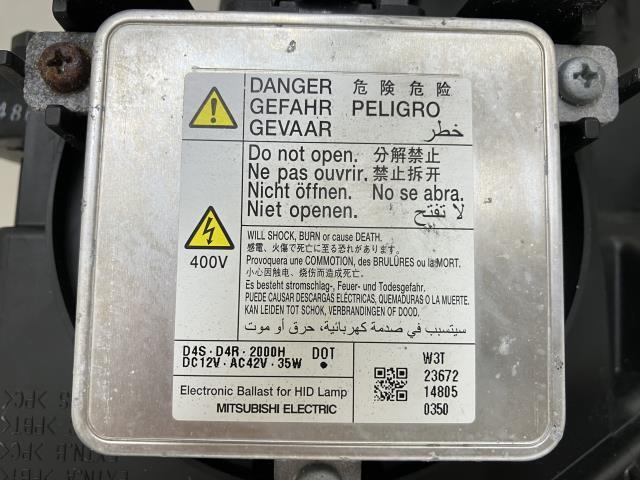 DANGER 危険 危险
GEFAHR PELIGRO
GEVAAR خطر
Do not open. 分解禁止
Ne pas ouvrir. 禁止拆开
Nicht öffnen. No se abra.
Niet openen. لا تفتح
400V
WILL SHOCK, BURN or cause DEATH.
感電、火傷で死亡に至る恐れがあります。
Provoquera une COMMOTION, des BRULÛRES ou la MORT.
小心因触电、烧伤而造成死亡。
Es besteht stromschlag-, Feuer- und Todesgefahr.
PUEDE CAUSAR DESCARGAS ELÉCTRICAS, QUEMADURAS O LA MUERTE.
KAN LEIDEN TOT SCHOK, VERBRANDINGEN OF DOOD.
سيتسبب في صدمة كهربائية، حرق أو موت
D4S · D4R · 2000H DOT
DC12V · AC42V · 35W
Electronic Ballast for HID Lamp
MITSUBISHI ELECTRIC
W3T
23672
14805
0350